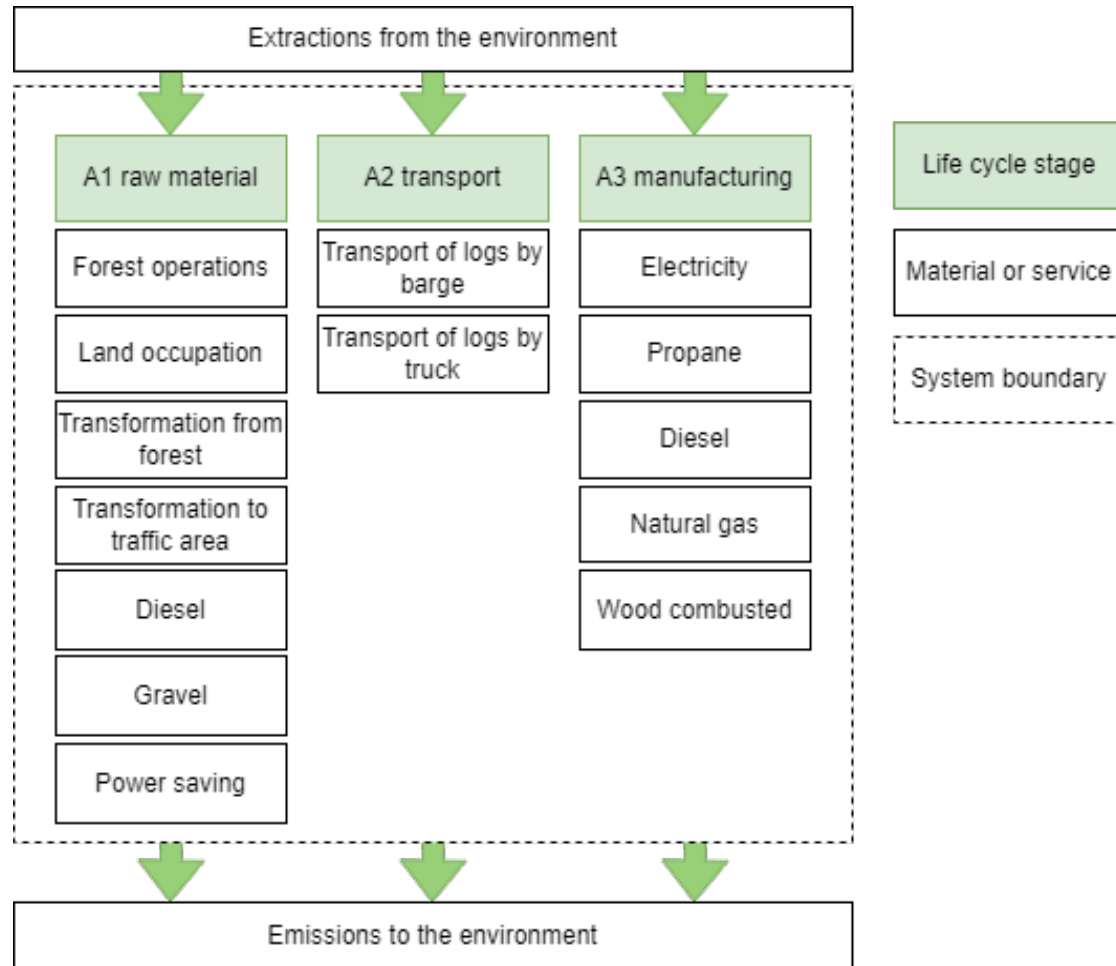 Extractions from the environment
A1 raw material
Forest operations
Land occupation
Transformation from
forest
Transformation to
traffic area
Diesel
Gravel
Power saving
A2 transport
Transport of logs by
barge
Transport of logs by
truck
A3 manufacturing
Electricity
Propane
Diesel
Natural gas
Wood combusted
Life cycle stage
Material or service
System boundary
Emissions to the environment